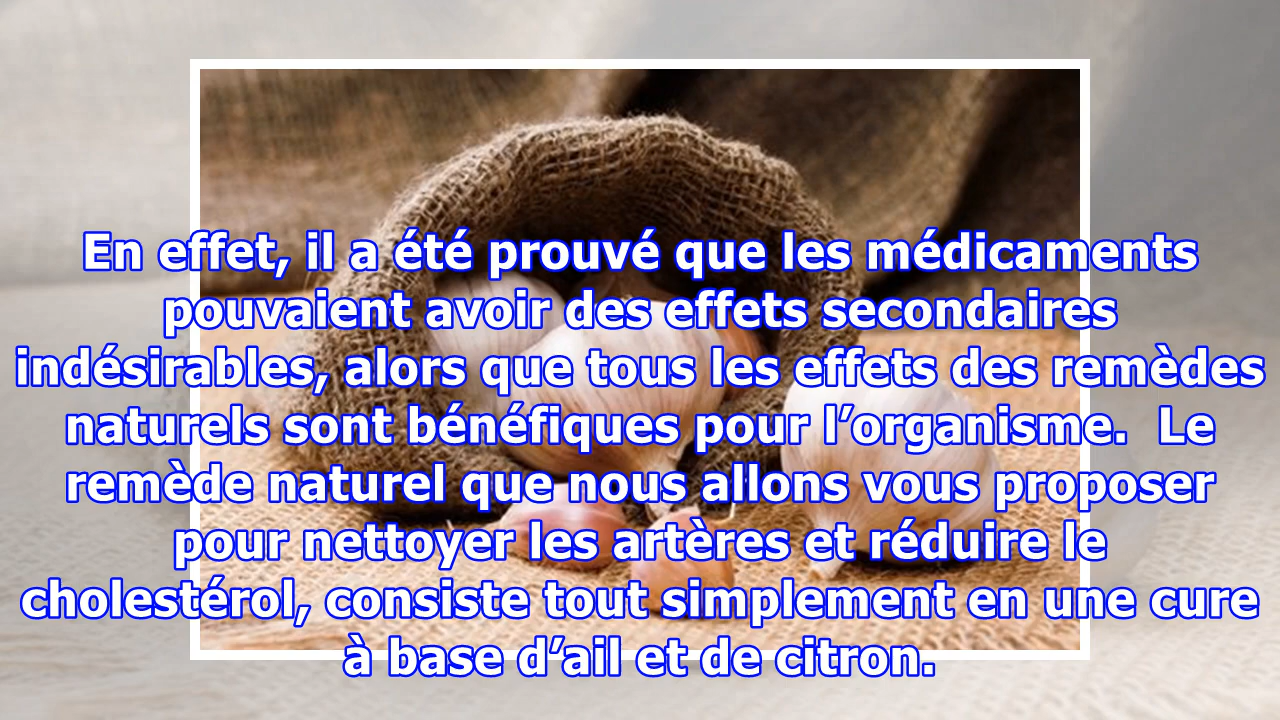 En effet, il a été prouvé que les médicaments
pouvaient avoir des effets secondaires
indésirables, alors que tous les effets des remèdes
naturels sont bénéfiques pour l’organisme.  Le
remède naturel que nous allons vous proposer
pour nettoyer les artères et réduire le
cholestérol, consiste tout simplement en une cure
à base d’ail et de citron.